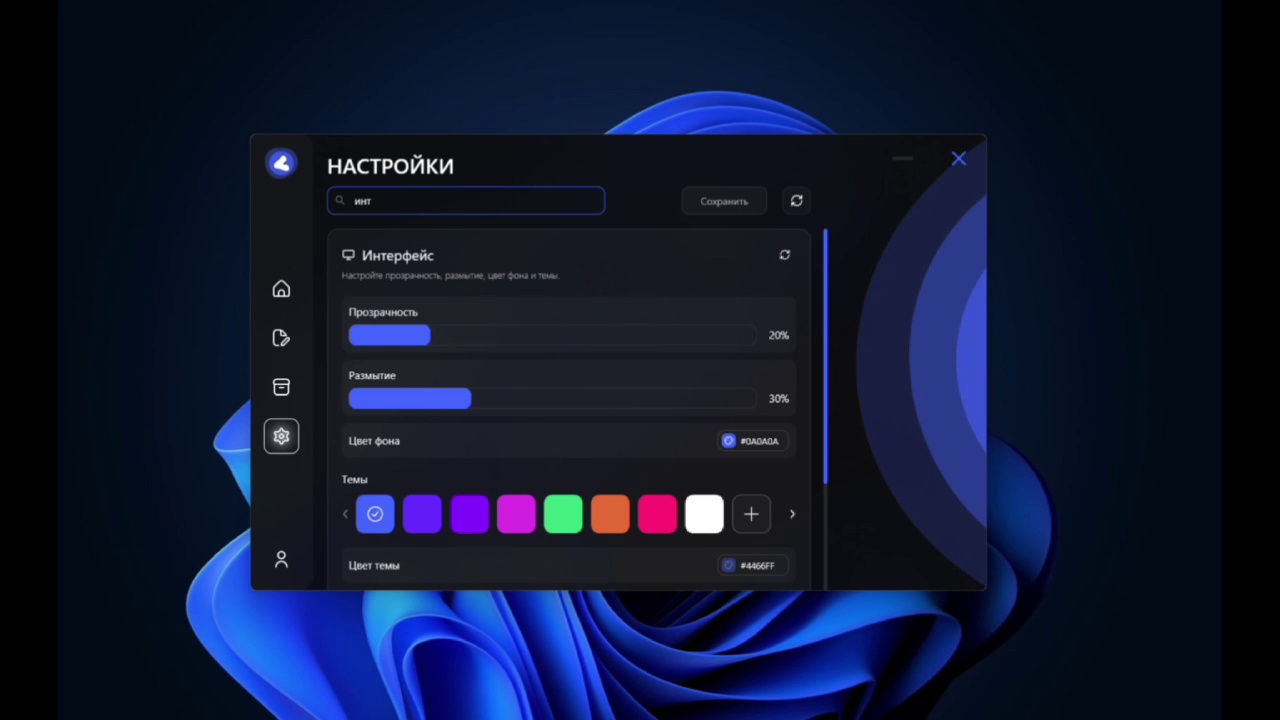 НАСТРОЙКИ
инт
Сохранить
Интерфейс
Настройте прозрачность, размытие, цвет фона и темы.
Прозрачность
20%
Размытие
30%
Цвет фона
#0A0A0A
Темы
Цвет темы
#4466FF